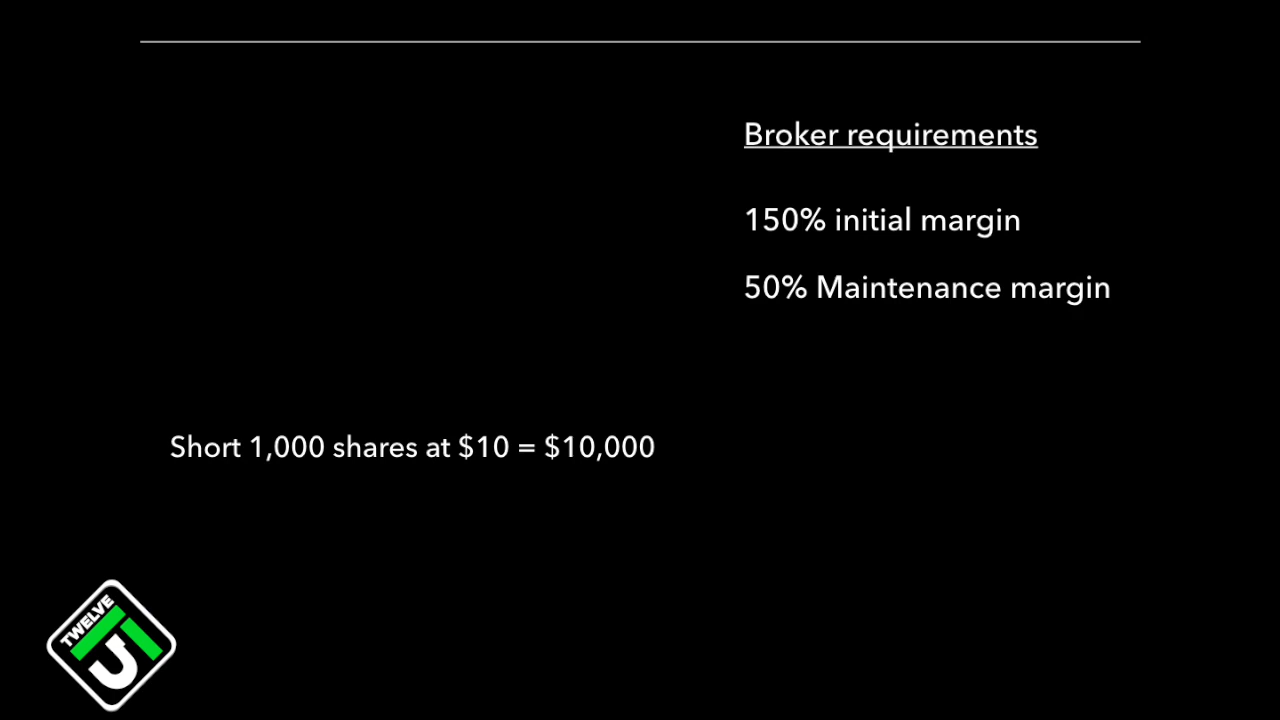 Broker requirements
150% initial margin
50% Maintenance margin
Short 1,000 shares at $10 = $10,000
TWELVE